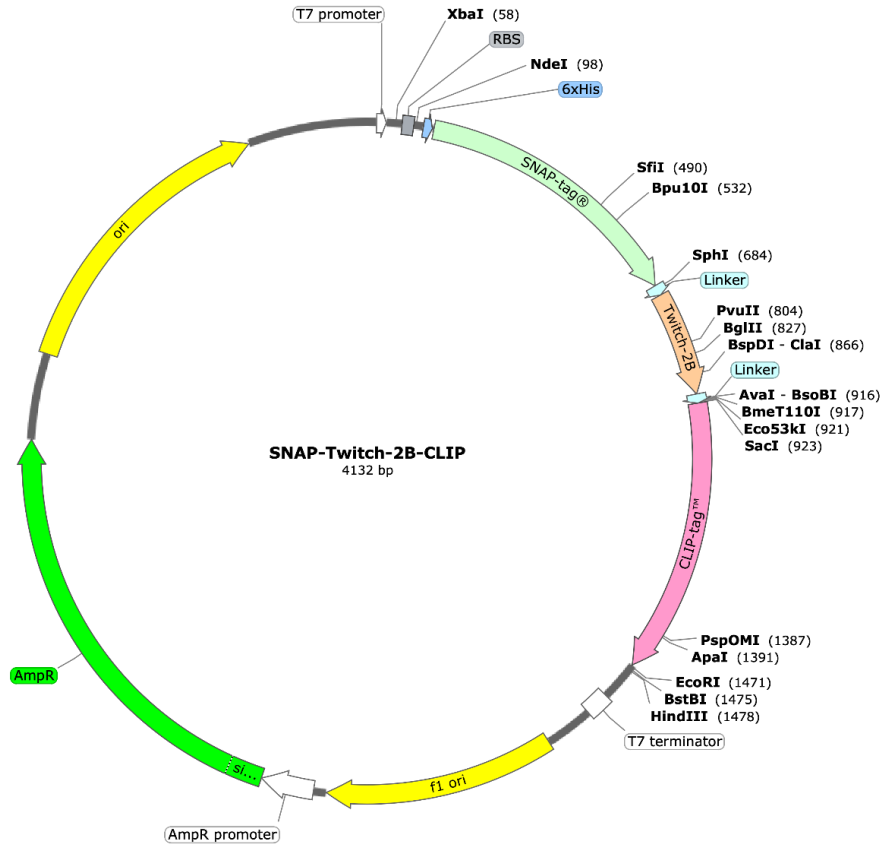 T7 promoter
XbaI (58)
RBS
NdeI (98)
6xHis
SNAP-tag®
SfiI (490)
Bpu10I (532)
SphI (684)
Linker
Twitch-2B
PvuII (804)
BglII (827)
BspDI - ClaI (866)
Linker
AvaI - BsoBI (916)
BmeT110I (917)
Eco53kI (921)
SacI (923)
SNAP-Twitch-2B-CLIP
4132 bp
CLIP-tag™
PspOMI (1387)
ApaI (1391)
EcoRI (1471)
BstBI (1475)
HindIII (1478)
T7 terminator
f1 ori
AmpR promoter
si...
AmpR
ori